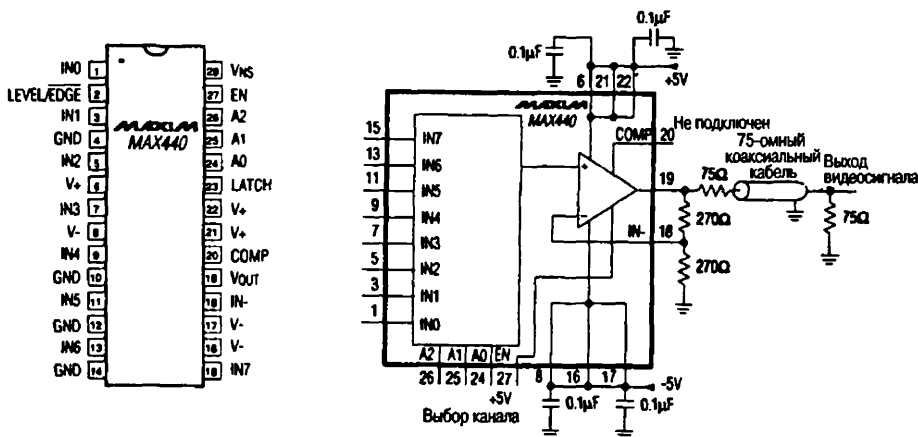 IN0 1
LEVEL/EDGE 2
IN1 3
GND 4
IN2 5
V+ 6
IN3 7
V- 8
IN4 9
GND 10
IN5 11
GND 12
IN6 13
GND 14
MAXIM
MAX440
28 VNS
27 EN
26 A2
25 A1
24 A0
23 LATCH
22 V+
21 V+
20 COMP
19 VOUT
18 IN-
17 V-
16 V-
15 IN7
0.1µF
0.1µF
6 21 22 +5V
MAXIM
MAX440
COMP 20
Не подключен
15 IN7
13 IN6
11 IN5
9 IN4
7 IN3
5 IN2
3 IN1
1 IN0
+
-
19
75Ω
75-омный
коаксиальный
кабель
Выход
видеосигнала
75Ω
270Ω
IN- 18
270Ω
A2 A1 A0 EN
26 25 24 27
+5V
Выбор канала
8 16 17 -5V
0.1µF
0.1µF